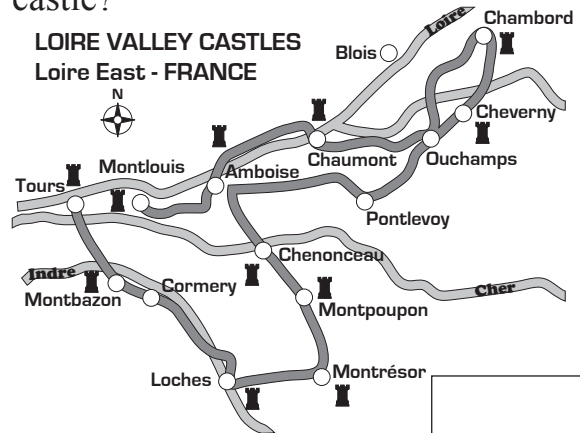 castle?
LOIRE VALLEY CASTLES
Loire East - FRANCE
N
Loire
Chambord
Blois
Cheverny
Chaumont
Ouchamps
Montlouis
Amboise
Tours
Pontlevoy
Chenonceau
Indre
Cormery
Montbazon
Cher
Montpoupon
Loches
Montrésor